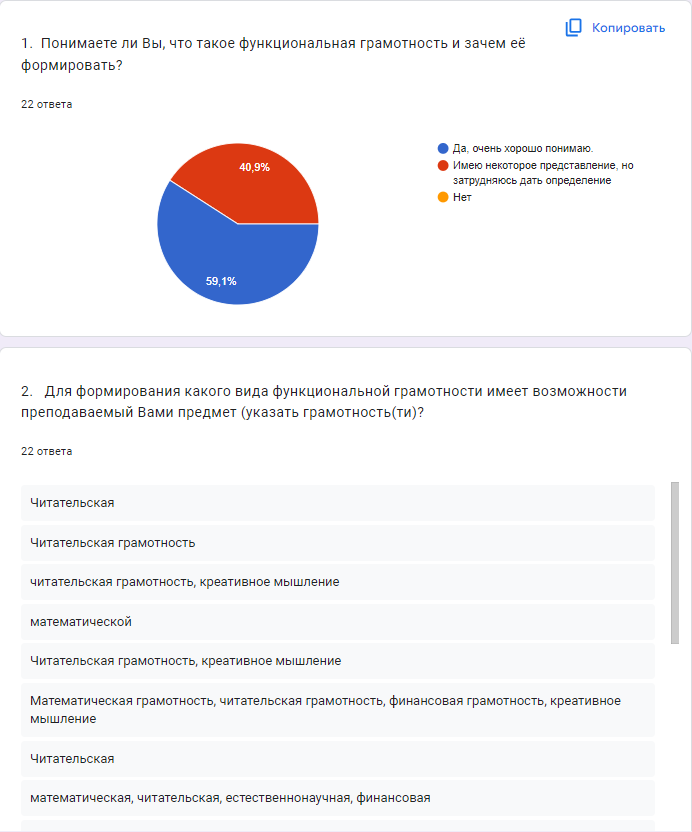 Копировать
1. Понимаете ли Вы, что такое функциональная грамотность и зачем её
формировать?
22 ответа
40,9%
59,1%
Да, очень хорошо понимаю.
Имею некоторое представление, но
затрудняюсь дать определение
Нет
2. Для формирования какого вида функциональной грамотности имеет возможности
преподаваемый Вами предмет (указать грамотность(ти)?
22 ответа
Читательская
Читательская грамотность
читательская грамотность, креативное мышление
математической
Читательская грамотность, креативное мышление
Математическая грамотность, читательская грамотность, финансовая грамотность, креативное
мышление
Читательская
математическая, читательская, естественнонаучная, финансовая